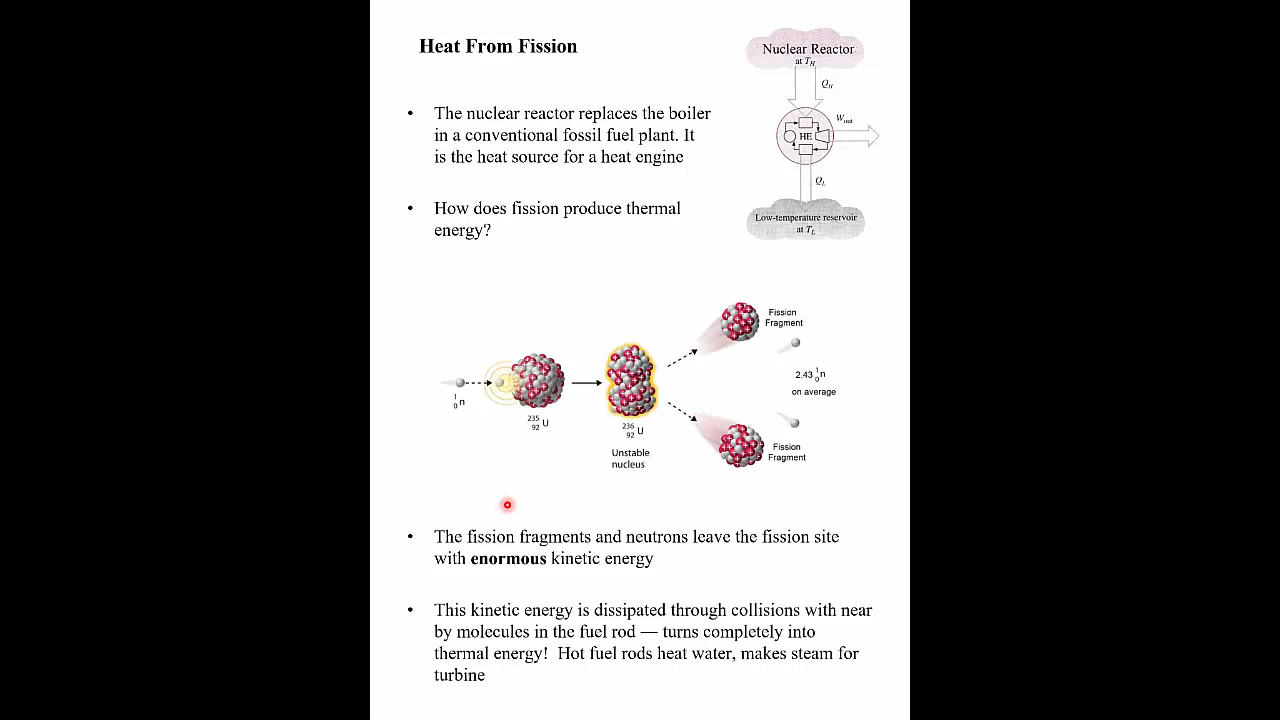 Heat From Fission
Nuclear Reactor
at T_H
Q_H
W_out
HE
Q_L
Low-temperature reservoir
at T_L
• The nuclear reactor replaces the boiler
in a conventional fossil fuel plant. It
is the heat source for a heat engine
• How does fission produce thermal
energy?
Fission
Fragment
1 0 n
235 92 U
236 92 U
Unstable
nucleus
2.43 1 0 n
on average
Fission
Fragment
• The fission fragments and neutrons leave the fission site
with enormous kinetic energy
• This kinetic energy is dissipated through collisions with near
by molecules in the fuel rod — turns completely into
thermal energy! Hot fuel rods heat water, makes steam for
turbine